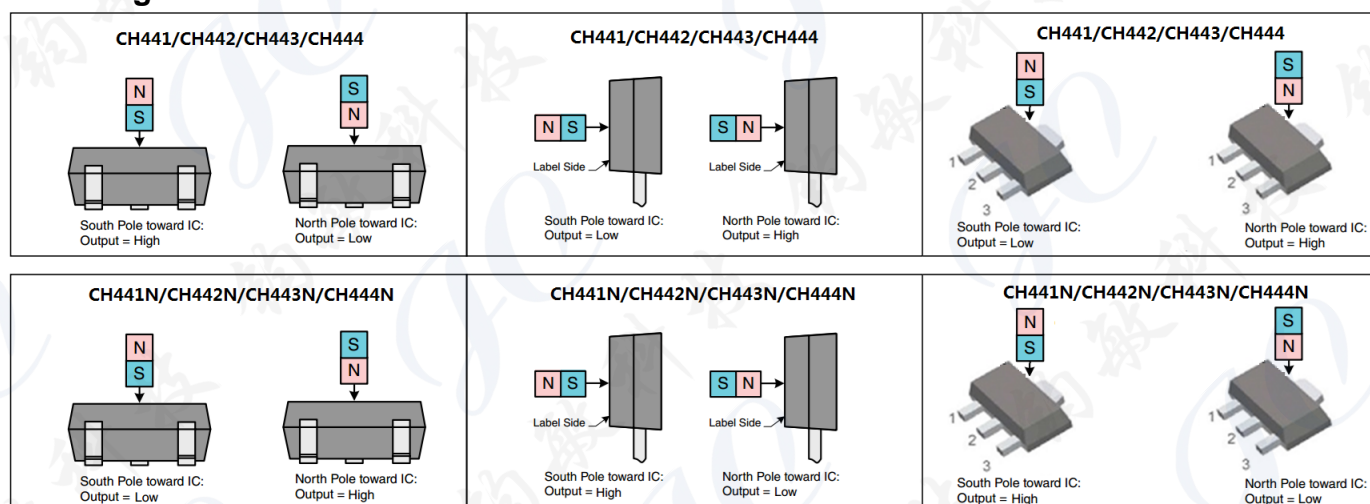 CH441/CH442/CH443/CH444
N
S
S
N
South Pole toward IC:
Output = High
North Pole toward IC:
Output = Low
CH441/CH442/CH443/CH444
N S
S N
Label Side
Label Side
South Pole toward IC:
Output = Low
North Pole toward IC:
Output = High
CH441/CH442/CH443/CH444
N
S
S
N
1
2
3
1
2
3
South Pole toward IC:
Output = Low
North Pole toward IC:
Output = High
CH441N/CH442N/CH443N/CH444N
N
S
S
N
South Pole toward IC:
Output = Low
North Pole toward IC:
Output = High
CH441N/CH442N/CH443N/CH444N
N S
S N
Label Side
Label Side
South Pole toward IC:
Output = High
North Pole toward IC:
Output = Low
CH441N/CH442N/CH443N/CH444N
N
S
S
N
1
2
3
1
2
3
South Pole toward IC:
Output = High
North Pole toward IC:
Output = Low